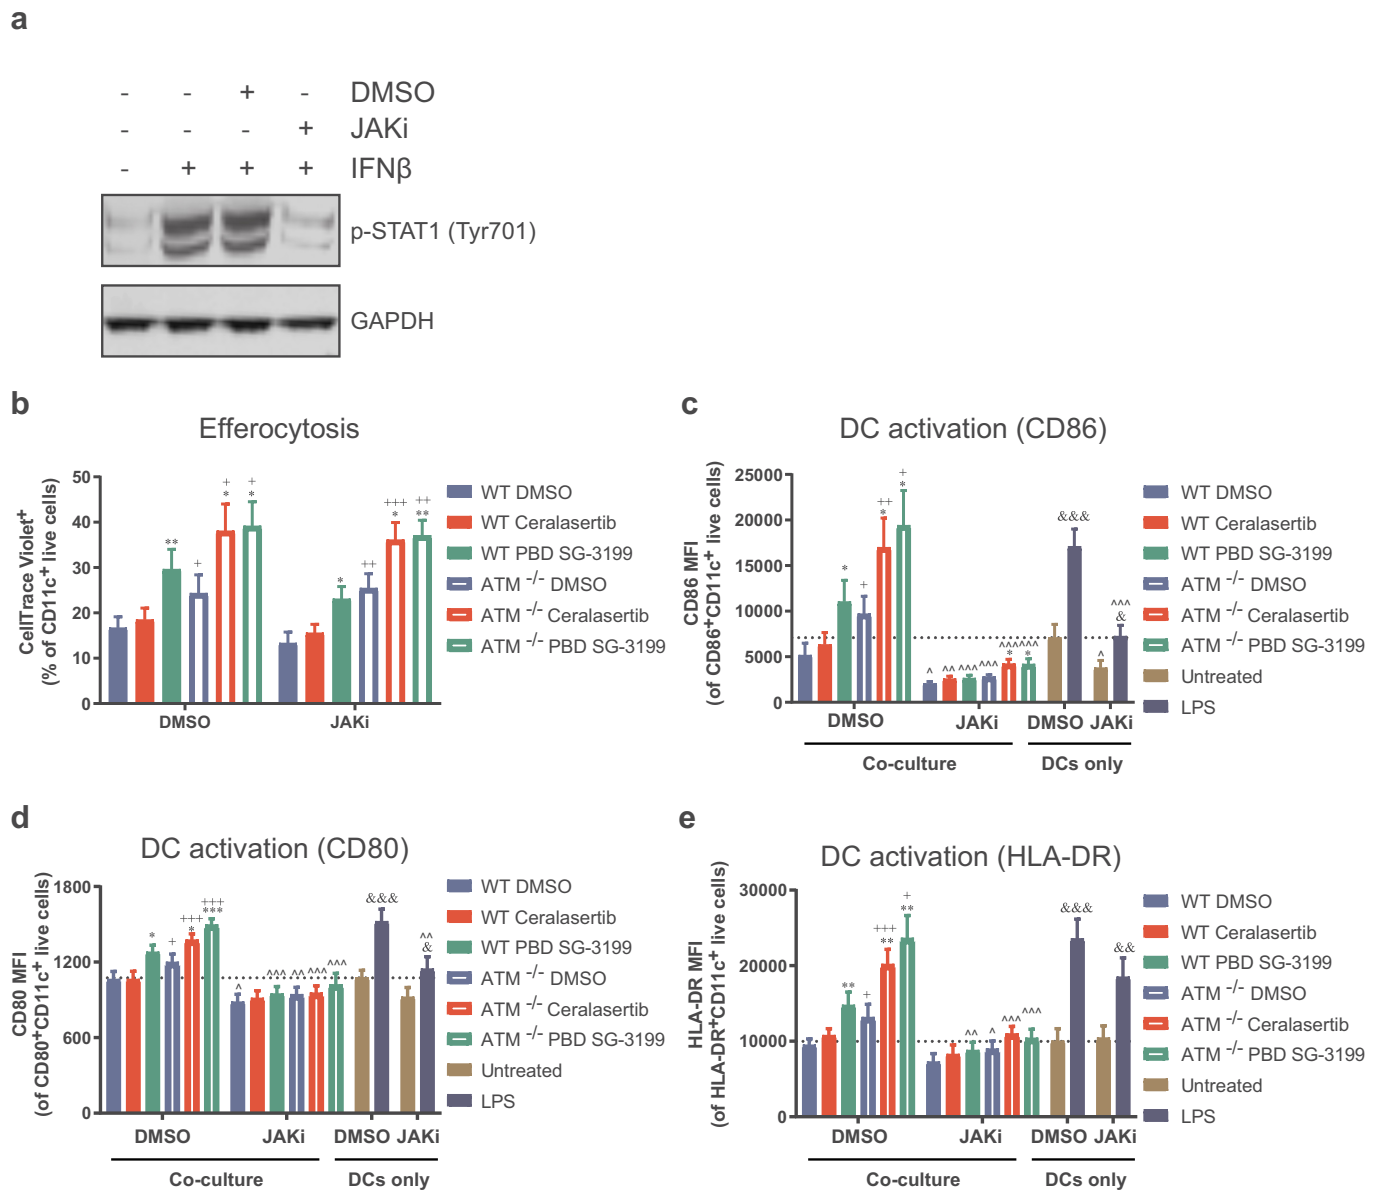 a
- - + - DMSO
- - - + JAKi
- + + + IFNβ
p-STAT1 (Tyr701)
GAPDH
b
Efferocytosis
CellTrace Violet+
(% of CD11c+ live cells)
50
40
30
20
10
0
** + + * + * * ++ +++ * ++ **
DMSO JAKi
WT DMSO
WT Ceralasertib
WT PBD SG-3199
ATM -/- DMSO
ATM -/- Ceralasertib
ATM -/- PBD SG-3199
c
DC activation (CD86)
CD86 MFI
(of CD86+CD11c+ live cells)
25000
20000
15000
10000
5000
0
* + ++ * + * ^ ^^ ^^^ ^^^ ^^^ * ^^^ * &&& ^ ^^^ &
DMSO JAKi DMSO JAKi
Co-culture DCs only
WT DMSO
WT Ceralasertib
WT PBD SG-3199
ATM -/- DMSO
ATM -/- Ceralasertib
ATM -/- PBD SG-3199
Untreated
LPS
d
DC activation (CD80)
CD80 MFI
(of CD80+CD11c+ live cells)
1800
1200
600
0
* + +++ * +++ *** ^ ^^^ ^^ ^^^ ^^^ &&& ^^ &
DMSO JAKi DMSO JAKi
Co-culture DCs only
WT DMSO
WT Ceralasertib
WT PBD SG-3199
ATM -/- DMSO
ATM -/- Ceralasertib
ATM -/- PBD SG-3199
Untreated
LPS
e
DC activation (HLA-DR)
HLA-DR MFI
(of HLA-DR+CD11c+ live cells)
30000
20000
10000
0
** + +++ ** + ** ^^ ^ ^^^ ^^^ &&& &&
DMSO JAKi DMSO JAKi
Co-culture DCs only
WT DMSO
WT Ceralasertib
WT PBD SG-3199
ATM -/- DMSO
ATM -/- Ceralasertib
ATM -/- PBD SG-3199
Untreated
LPS